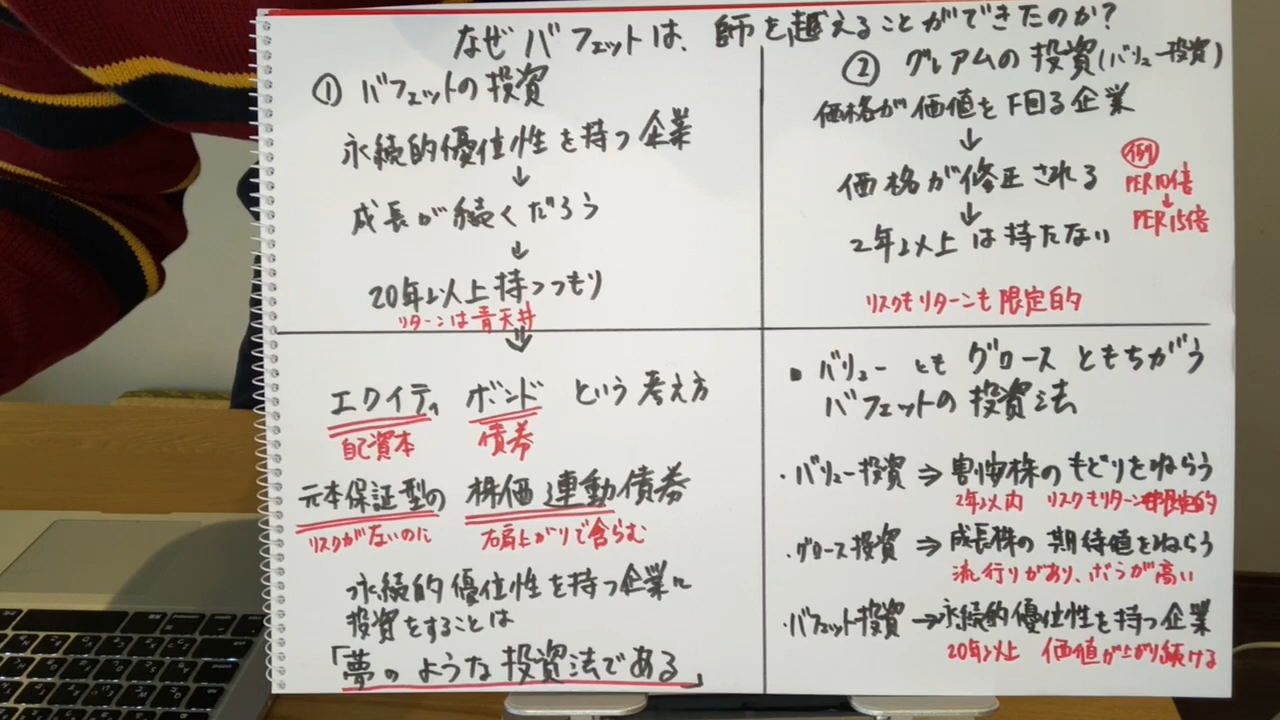 なぜバフェットは、師を越えることができたのか?
① バフェットの投資
永続的優位性を持つ企業
↓
成長が続くだろう
↓
20年以上持つつもり
リターンは青天井
⇓
エクイティ ボンド という考え方
自己資本 債券
元本保証型の 株価連動債券
リスクがないのに 右肩上がりで含らむ
永続的優位性を持つ企業に
投資をすることは
「夢のような投資法である」
② グレアムの投資(バリュー投資)
価格が価値を下回る企業
↓
価格が修正される
↓
2年以上は持たない
例
PER10倍
↓
PER15倍
リスクもリターンも限定的
・バリューともグロースともちがう
バフェットの投資法
・バリュー投資⇒割安株のもどりをねらう
2年以内 リスクもリターンも限定的
・グロース投資⇒成長株の期待値をねらう
流行りがあり、ボラが高い
・バフェット投資→永続的優位性を持つ企業
20年以上 価値が上がり続ける